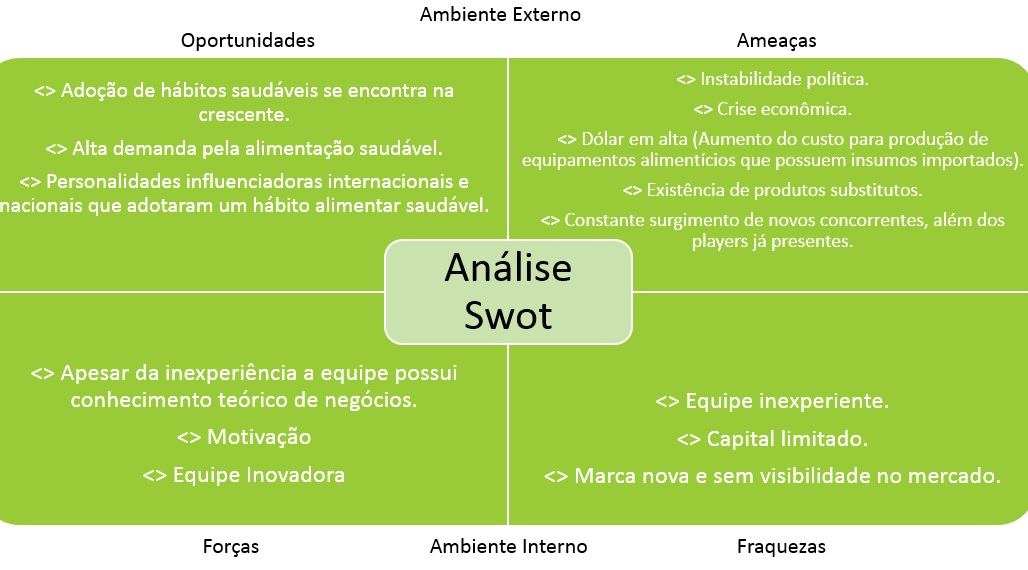 Ambiente Externo
Oportunidades
Ameaças
<> Adoção de hábitos saudáveis se encontra na
crescente.
<> Alta demanda pela alimentação saudável.
<> Personalidades influenciadoras internacionais e
nacionais que adotaram um hábito alimentar saudável.
<> Instabilidade política.
<> Crise econômica.
<> Dólar em alta (Aumento do custo para produção de
equipamentos alimentícios que possuem insumos importados).
<> Existência de produtos substitutos.
<> Constante surgimento de novos concorrentes, além dos
players já presentes.
Análise
Swot
<> Apesar da inexperiência a equipe possui
conhecimento teórico de negócios.
<> Motivação
<> Equipe Inovadora
<> Equipe inexperiente.
<> Capital limitado.
<> Marca nova e sem visibilidade no mercado.
Forças
Ambiente Interno
Fraquezas